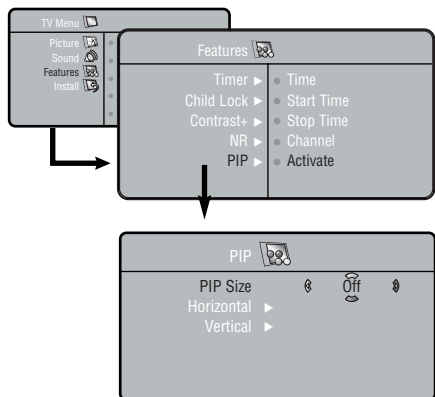 TV Menu
Picture
Sound
Features
Install
Features
Timer Time
Child Lock Start Time
Contrast+ Stop Time
NR Channel
PIP Activate
PIP
PIP Size Off
Horizontal
Vertical